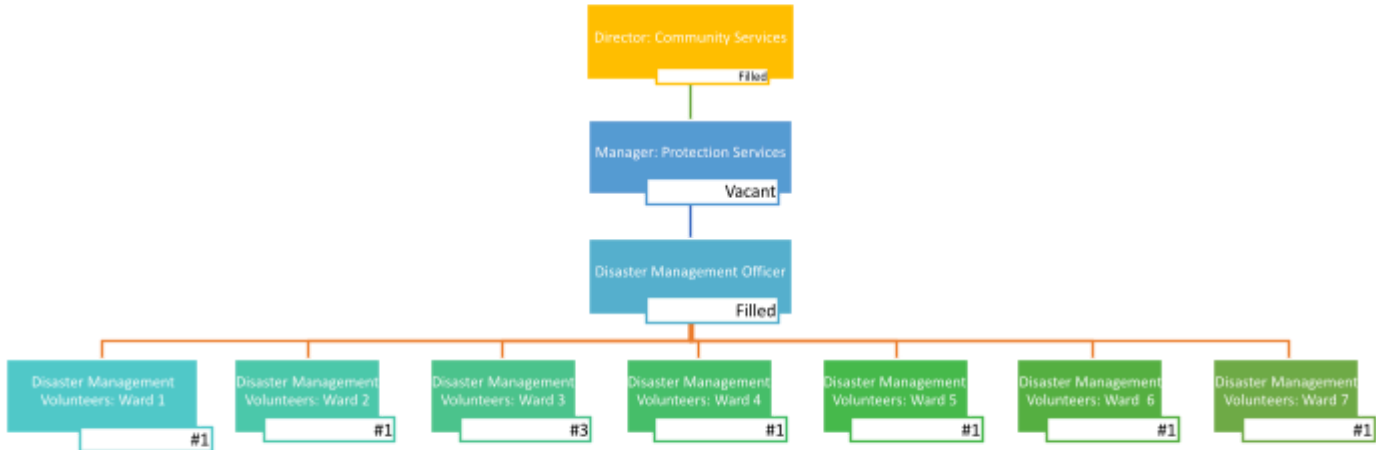 Director: Community Services
Filled
Manager: Protection Services
Vacant
Disaster Management Officer
Filled
Disaster Management
Volunteers: Ward 1
#1
Disaster Management
Volunteers: Ward 2
#1
Disaster Management
Volunteers: Ward 3
#3
Disaster Management
Volunteers: Ward 4
#1
Disaster Management
Volunteers: Ward 5
#1
Disaster Management
Volunteers: Ward 6
#1
Disaster Management
Volunteers: Ward 7
#1